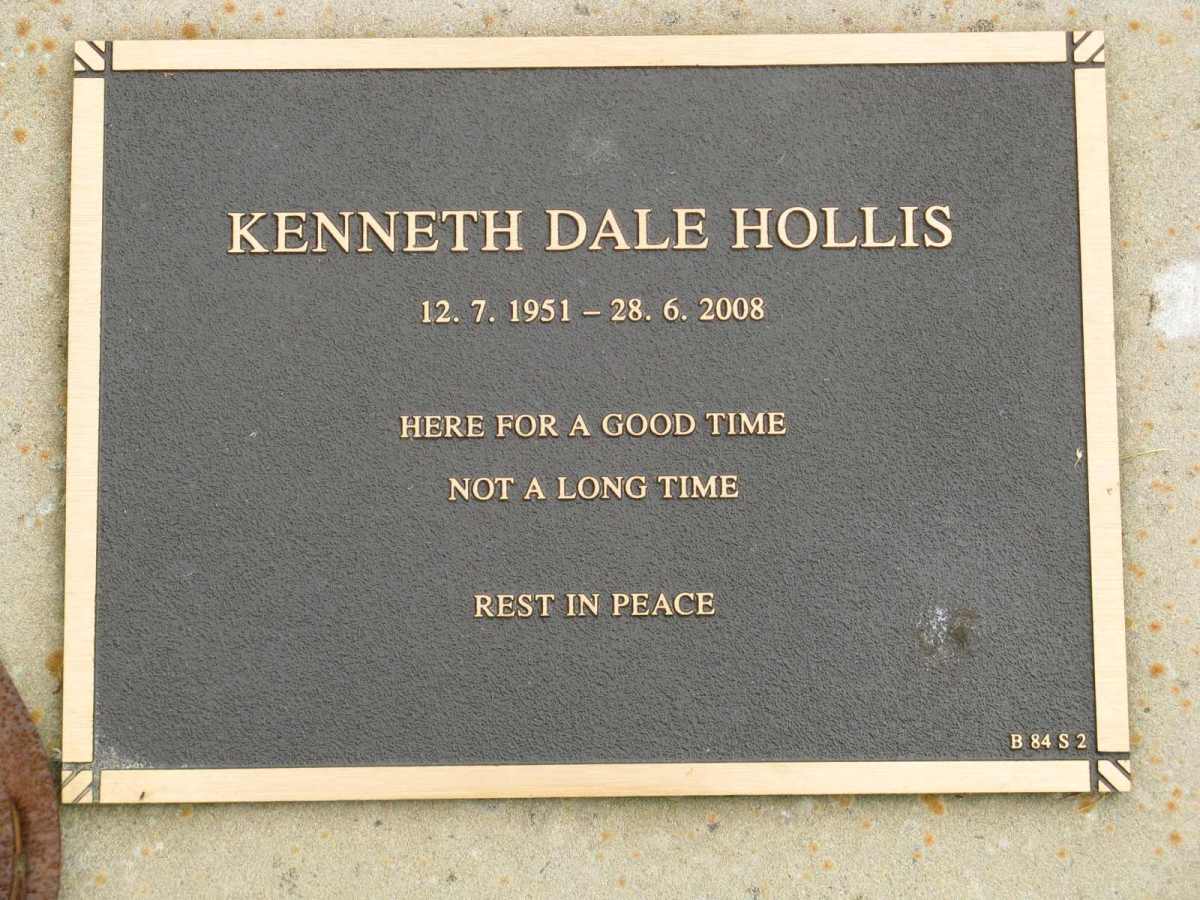 KENNETH DALE HOLLIS
12. 7. 1951 – 28. 6. 2008
HERE FOR A GOOD TIME
NOT A LONG TIME
REST IN PEACE
B 84 S 2